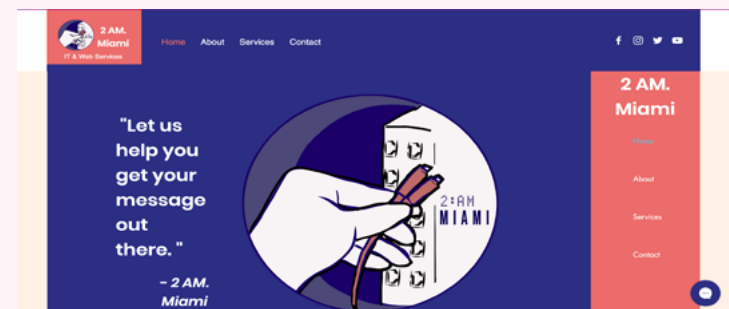 2 AM.
Miami
IT & Web Services
Home About Services Contact
"Let us
help you
get your
message
out
there. "
- 2 AM.
Miami
2:AM
MIAMI
2 AM.
Miami
Home
About
Services
Contact